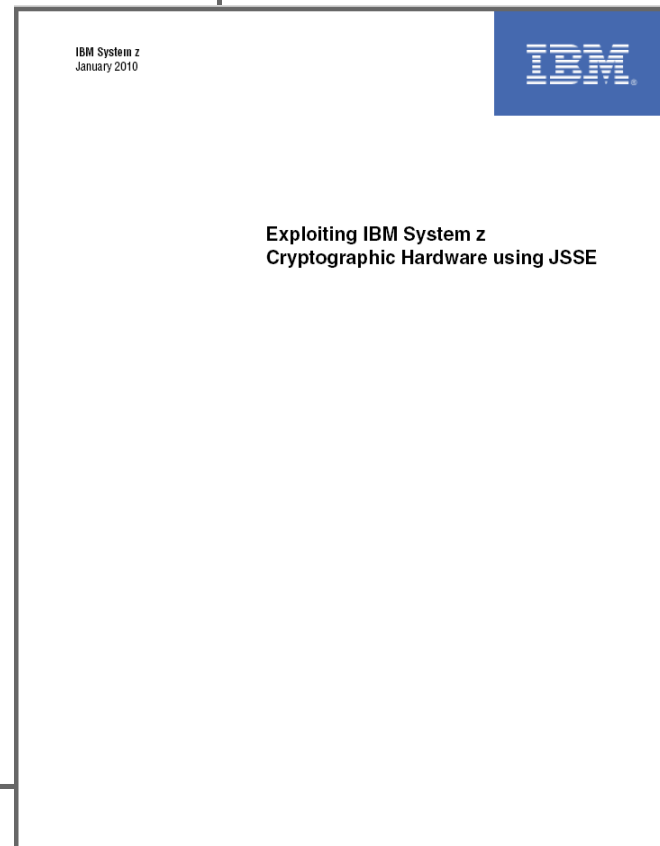 IBM System z
January 2010
IBM®
Exploiting IBM System z
Cryptographic Hardware using JSSE